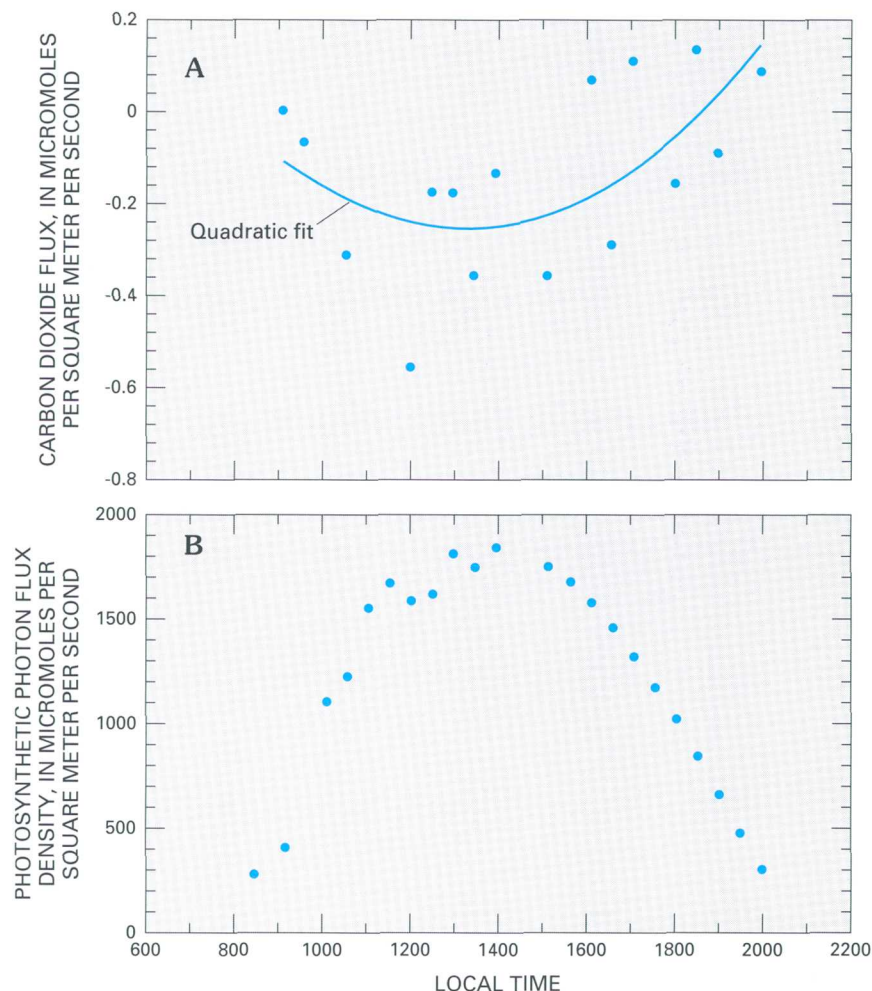 CARBON DIOXIDE FLUX, IN MICROMOLES
PER SQUARE METER PER SECOND
0.2
0
-0.2
-0.4
-0.6
-0.8
A
Quadratic fit
PHOTOSYNTHETIC PHOTON FLUX
DENSITY, IN MICROMOLES PER
SQUARE METER PER SECOND
2000
1500
1000
500
0
B
600
800
1000
1200
1400
1600
1800
2000
2200
LOCAL TIME